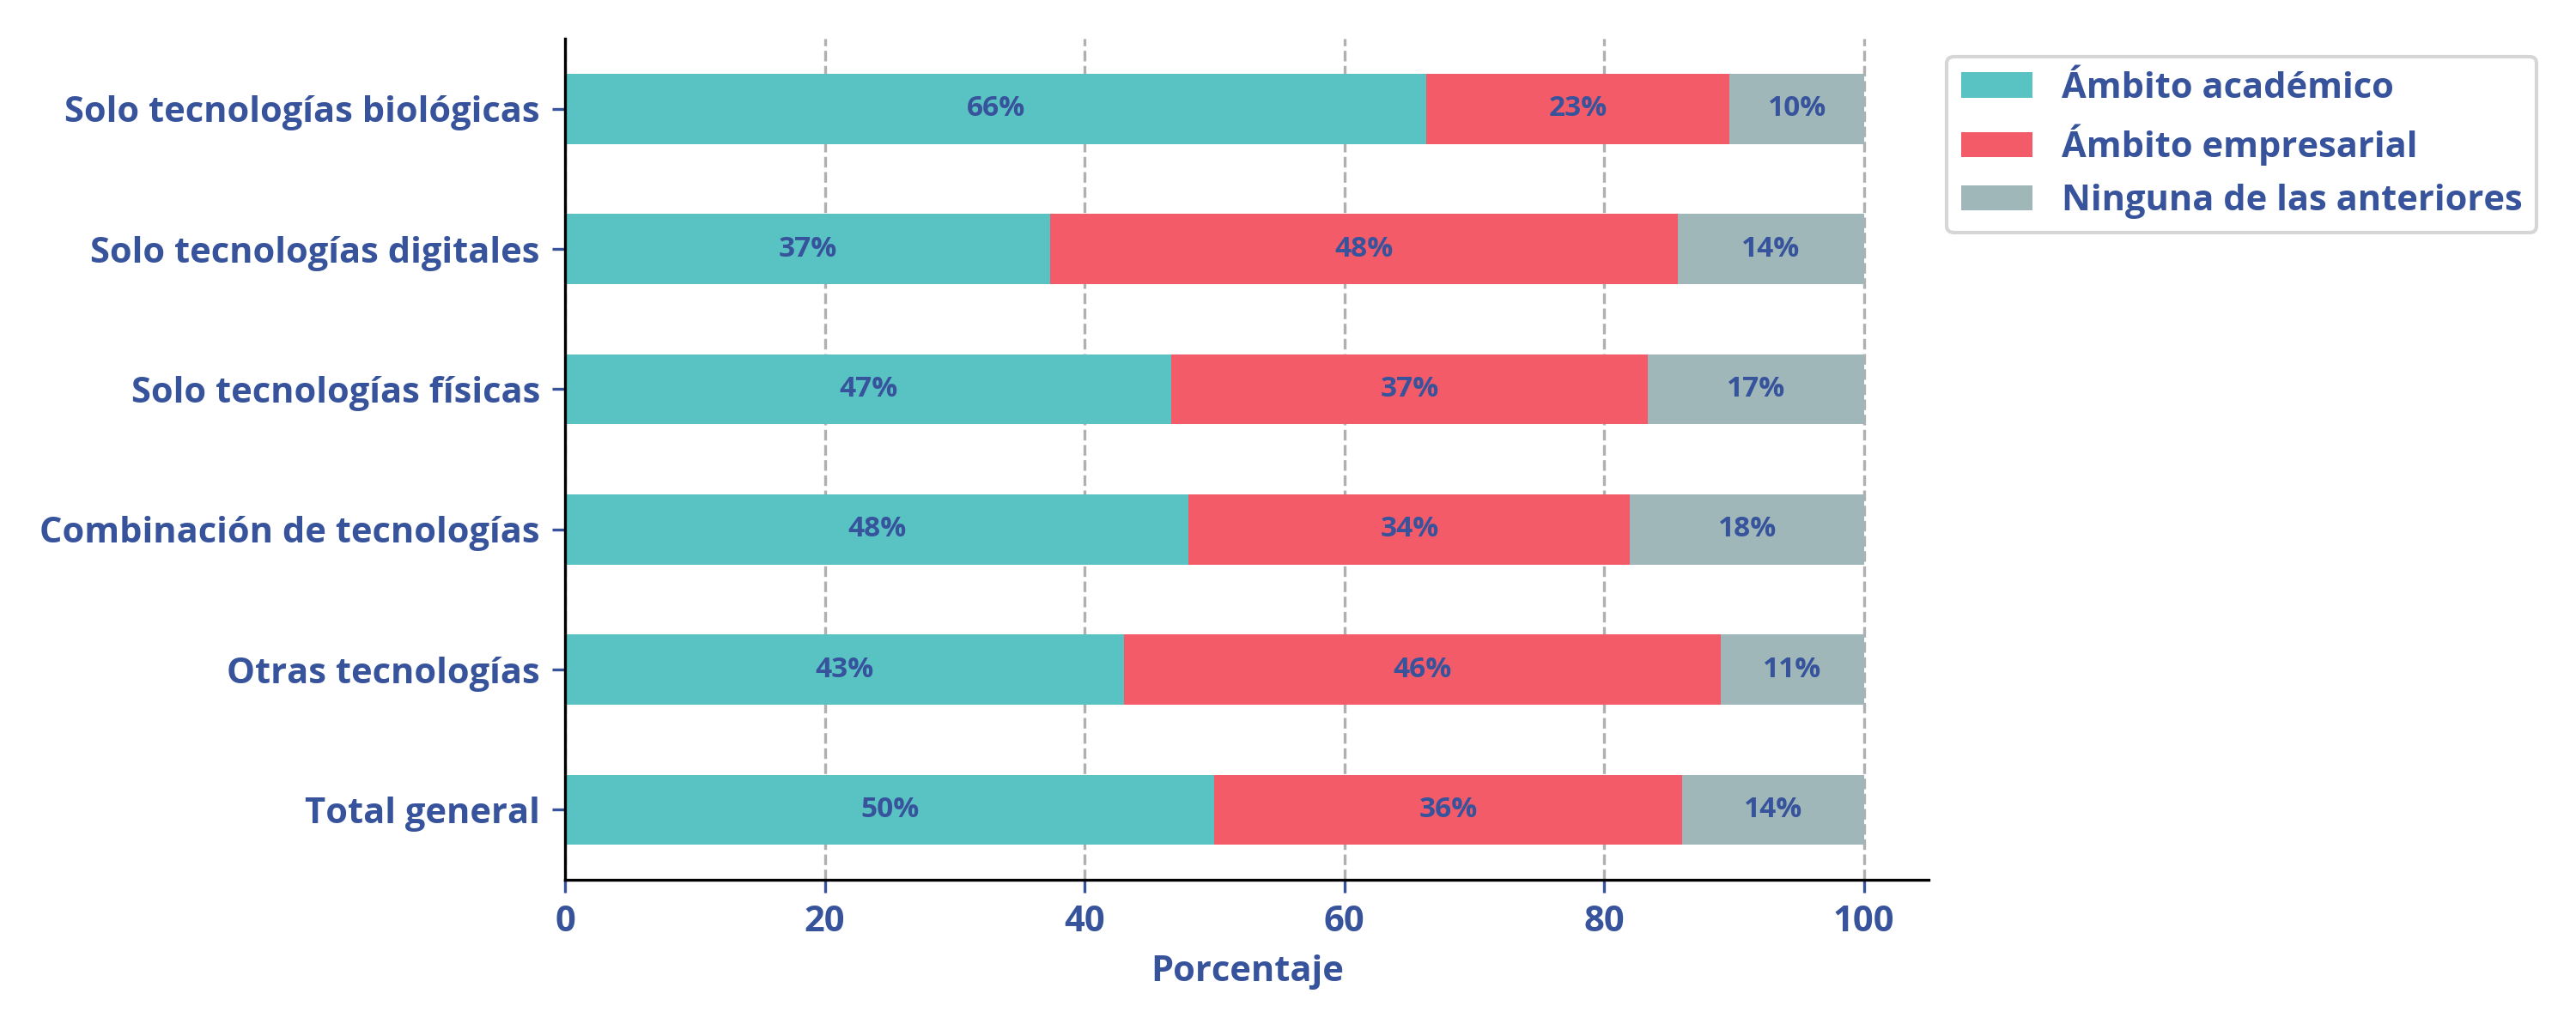 Solo tecnologías biológicas
66%
23%
10%
Ámbito académico
Ámbito empresarial
Ninguna de las anteriores
Solo tecnologías digitales
37%
48%
14%
Solo tecnologías físicas
47%
37%
17%
Combinación de tecnologías
48%
34%
18%
Otras tecnologías
43%
46%
11%
Total general
50%
36%
14%
0
20
40
60
80
100
Porcentaje